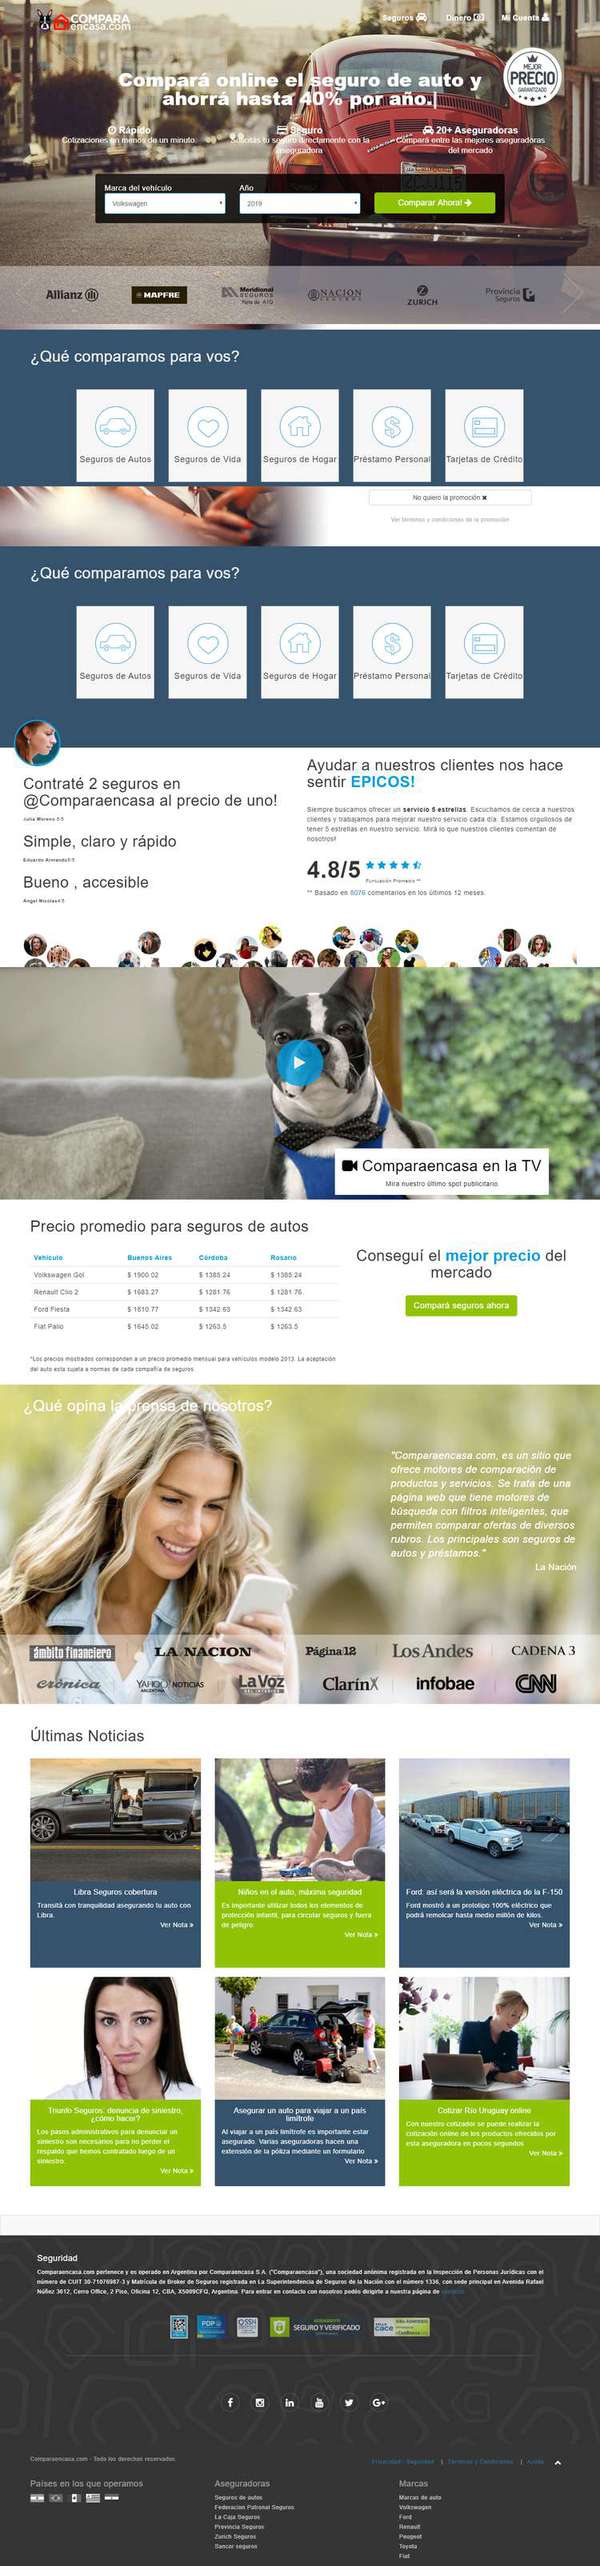 COMPARA
encasa.com
Seguros
Dinero
Mi Cuenta
MEJOR
PRECIO
GARANTIZADO
Compará online el seguro de auto y
ahorrá hasta 40% por año.|
Rápido
Cotizaciones en menos de un minuto.
Seguro
Solicitás tu seguro directamente con la
aseguradora
20+ Aseguradoras
Compará entre las mejores aseguradoras
del mercado
Marca del vehículo
Volkswagen
Año
2019
Comparar Ahora!
Allianz
MAPFRE
Meridional
SEGUROS
Parte de AIG
NACION
SEGUROS
ZURICH
Provincia
Seguros
¿Qué comparamos para vos?
Seguros de Autos
Seguros de Vida
Seguros de Hogar
Préstamo Personal
Tarjetas de Crédito
No quiero la promoción ✖
Ver términos y condiciones de la promoción
¿Qué comparamos para vos?
Seguros de Autos
Seguros de Vida
Seguros de Hogar
Préstamo Personal
Tarjetas de Crédito
Contraté 2 seguros en
@Comparaencasa al precio de uno!
Julia Moreno 5/5
Simple, claro y rápido
Eduardo Armando5/5
Bueno , accesible
Angel Nicolas4/5
Ayudar a nuestros clientes nos hace
sentir EPICOS!
Siempre buscamos ofrecer un servicio 5 estrellas. Escuchamos de cerca a nuestros
clientes y trabajamos para mejorar nuestro servicio cada día. Estamos orgulosos de
tener 5 estrellas en nuestro servicio. Mirá lo que nuestros clientes comentan de
nosotros!
4.8/5
Puntuación Promedio **
** Basado en 8076 comentarios en los últimos 12 meses.
Comparaencasa en la TV
Mira nuestro último spot publicitario.
Precio promedio para seguros de autos
Vehículo Buenos Aires Córdoba Rosario
Volkswagen Gol $ 1900.02 $ 1385.24 $ 1385.24
Renault Clio 2 $ 1683.27 $ 1281.76 $ 1281.76
Ford Fiesta $ 1810.77 $ 1342.63 $ 1342.63
Fiat Palio $ 1645.02 $ 1263.5 $ 1263.5
*Los precios mostrados corresponden a un precio promedio mensual para vehículos modelo 2013. La aceptación
del auto esta sujeta a normas de cada compañía de seguros
Conseguí el mejor precio del
mercado
Compará seguros ahora
¿Qué opina la prensa de nosotros?
"Comparaencasa.com, es un sitio que
ofrece motores de comparación de
productos y servicios. Se trata de una
página web que tiene motores de
búsqueda con filtros inteligentes, que
permiten comparar ofertas de diversos
rubros. Los principales son seguros de
autos y préstamos."
La Nación
ámbito financiero
LA NACION
Página|12
Los Andes
CADENA 3
crónica
YAHOO! NOTICIAS
ARGENTINA
La Voz
DEL INTERIOR
Clarín
infobae
CNN
Últimas Noticias
Libra Seguros cobertura
Transitá con tranquilidad asegurando tu auto con
Libra.
Ver Nota »
Niños en el auto, máxima seguridad
Es importante utilizar todos los elementos de
protección infantil, para circular seguros y fuera
de peligro.
Ver Nota »
Ford: así será la versión eléctrica de la F-150
Ford mostró a un prototipo 100% eléctrico que
podrá remolcar hasta medio millón de kilos.
Ver Nota »
Triunfo Seguros: denuncia de siniestro,
¿cómo hacer?
Los pasos administrativos para denunciar un
siniestro son necesarios para no perder el
respaldo que hemos contratado luego de un
siniestro.
Ver Nota »
Asegurar un auto para viajar a un país
limítrofe
Al viajar a un país limítrofe es importante estar
asegurado. Varias aseguradoras hacen una
extensión de la póliza mediante un formulario
Ver Nota »
Cotizar Río Uruguay online
Con nuestro cotizador se puede realizar la
cotización online de los productos ofrecidos por
esta aseguradora en pocos segundos
Ver Nota »
Seguridad
Comparaencasa.com pertenece y es operado en Argentina por Comparaencasa S.A. ("Comparaencasa"), una sociedad anónima registrada en la Inspección de Personas Jurídicas con el
número de CUIT 30-71076987-3 y Matrícula de Broker de Seguros registrada en La Superintendencia de Seguros de la Nación con el número 1336, con sede principal en Avenida Rafael
Núñez 3612, Cerro Office, 2 Piso, Oficina 12, CBA, X5009CFQ, Argentina. Para entrar en contacto con nosotros podés dirigirte a nuestra página de contacto.
PDP
SSN
SEGURO Y VERIFICADO
cace
Comparaencasa.com - Todo los derechos reservados.
Privacidad - Seguridad | Términos y Condiciones | Ayuda
Países en los que operamos
Aseguradoras
Seguros de autos
Federacion Patronal Seguros
La Caja Seguros
Provincia Seguros
Zurich Seguros
Sancor seguros
Marcas
Marcas de auto
Volkswagen
Ford
Renault
Peugeot
Toyota
Fiat